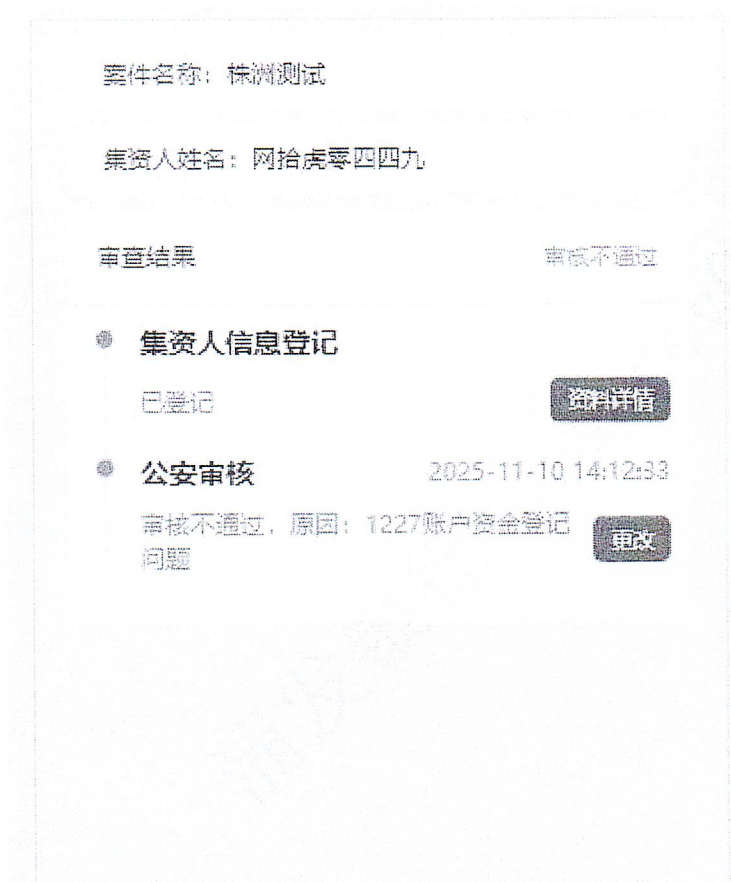 案件名称：株洲测试
集资人姓名：网拾虎零四四九
审查结果 审核不通过
集资人信息登记
已登记 资料详情
公安审核 2025-11-10 14:12:33
审核不通过，原因：1227账户资金登记
问题 更改